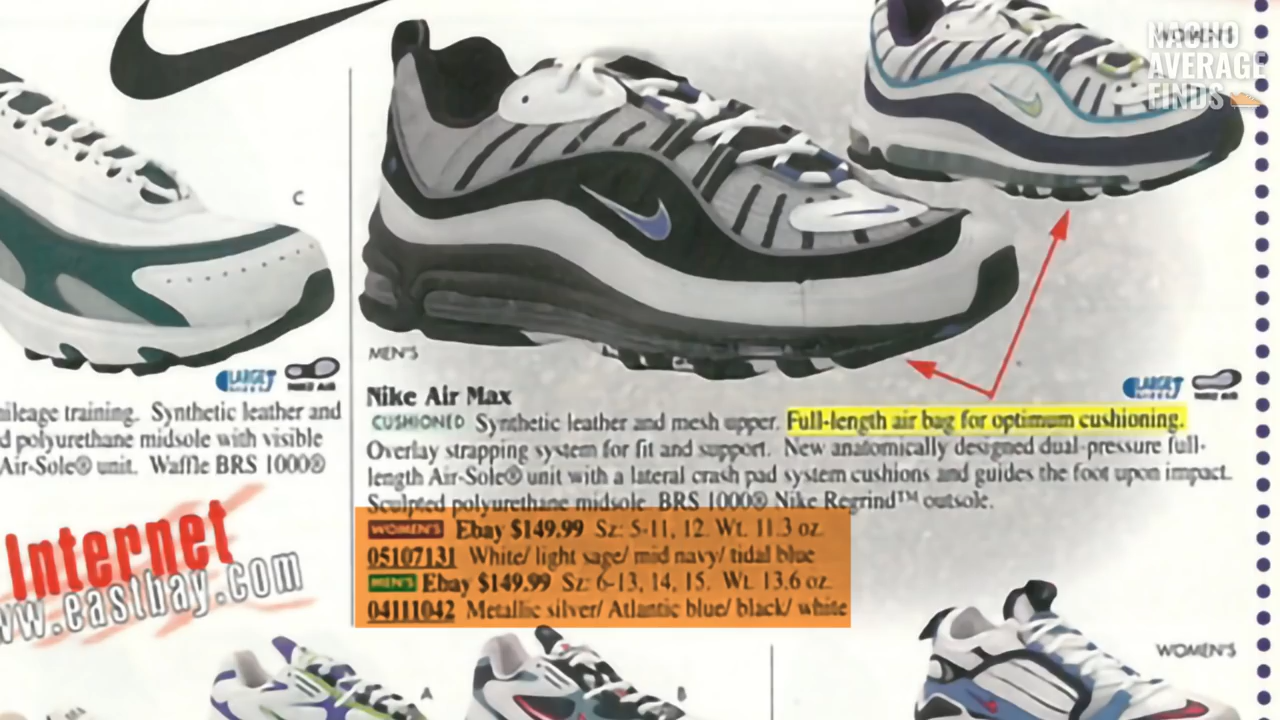 WOMEN'S
NACHO
AVERAGE
FINDS
C
MEN'S
LARGE
NIKE AIR
LARGE
NIKE AIR
ileage training. Synthetic leather and
d polyurethane midsole with visible
Air-Sole® unit. Waffle BRS 1000®
Nike Air Max
CUSHIONED Synthetic leather and mesh upper. Full-length air bag for optimum cushioning.
Overlay strapping system for fit and support. New anatomically designed dual-pressure full-
length Air-Sole® unit with a lateral crash pad system cushions and guides the foot upon impact.
Sculpted polyurethane midsole. BRS 1000® Nike Regrind™ outsole.
WOMEN'S Ebay $149.99 Sz: 5-11, 12. Wt. 11.3 oz.
05107131 White/ light sage/ mid navy/ tidal blue
MEN'S Ebay $149.99 Sz: 6-13, 14, 15. Wt. 13.6 oz.
04111042 Metallic silver/ Atlantic blue/ black/ white
Internet
ww.eastbay.com
A
B
WOMEN'S